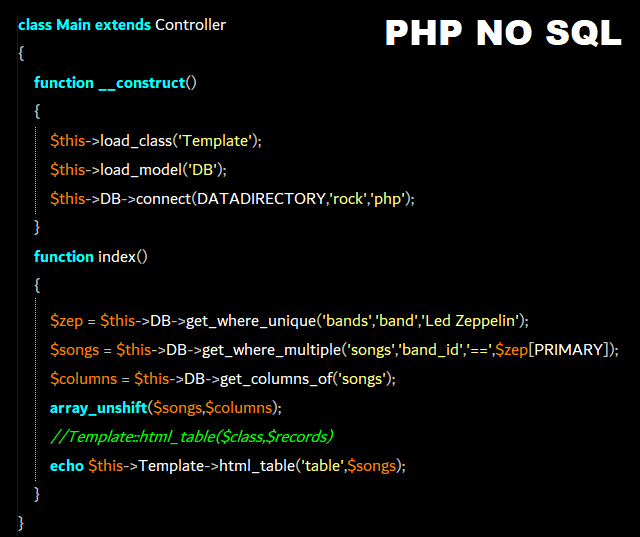 class Main extends Controller
PHP NO SQL
{
function __construct()
{
$this->load_class('Template');
$this->load_model('DB');
$this->DB->connect(DATADIRECTORY,'rock','php');
}
function index()
{
$zep = $this->DB->get_where_unique('bands','band','Led Zeppelin');
$songs = $this->DB->get_where_multiple('songs','band_id','==',$zep[PRIMARY]);
$columns = $this->DB->get_columns_of('songs');
array_unshift($songs,$columns);
//Template::html_table($class,$records)
echo $this->Template->html_table('table',$songs);
}
}